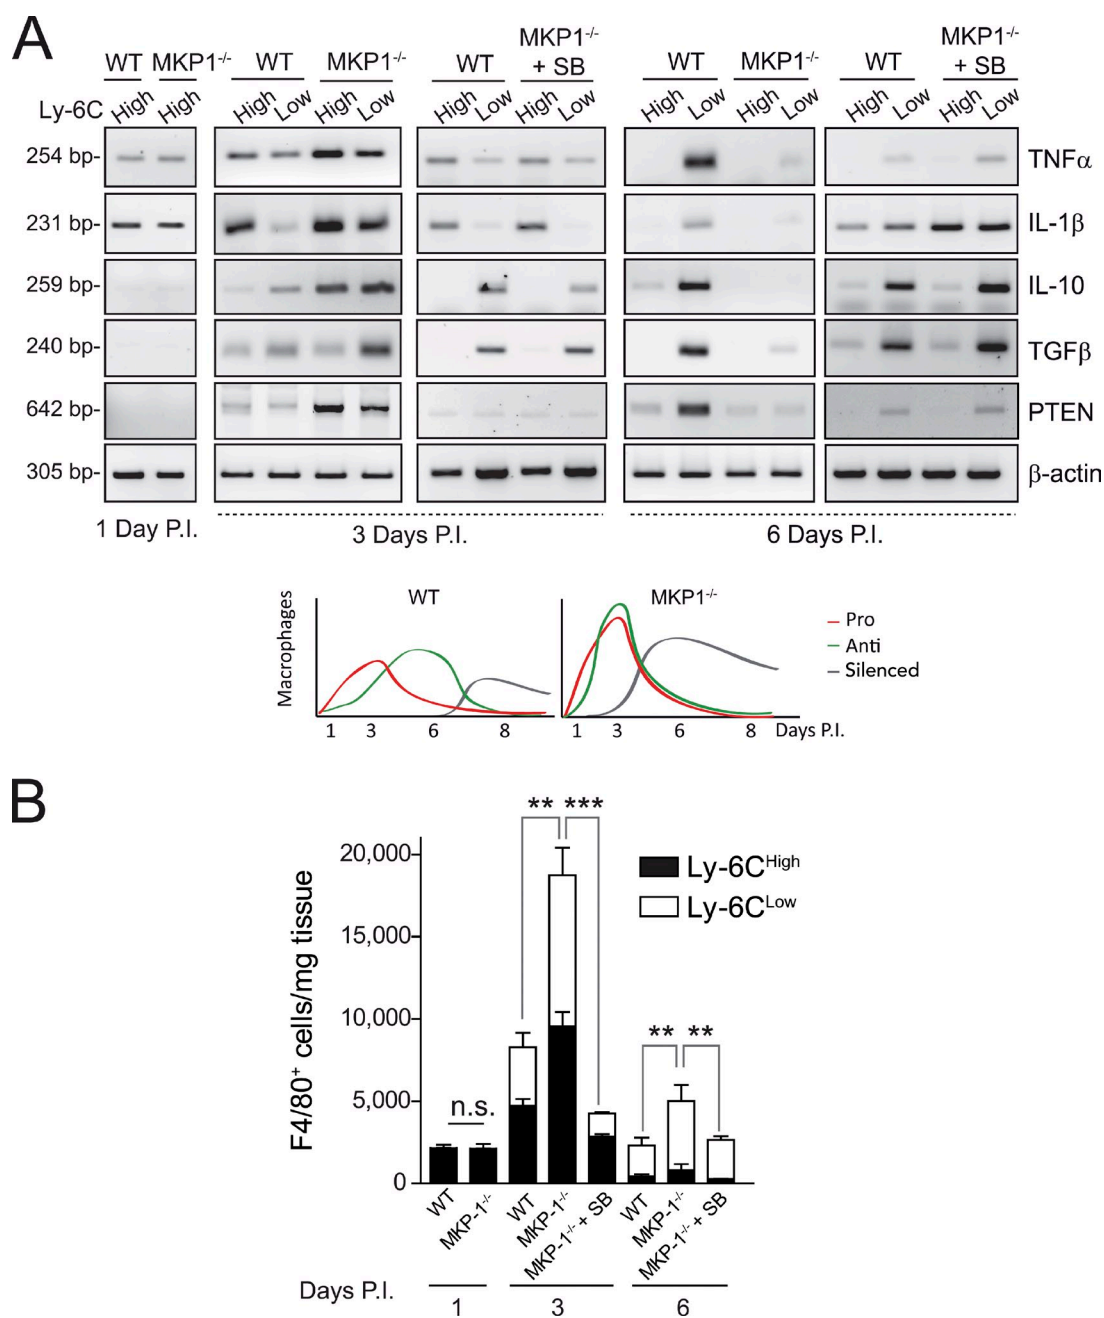 A
MKP1-/-
MKP1-/-
WT MKP1-/- WT MKP1-/- WT + SB WT MKP1-/- WT + SB
Ly-6C High High High Low High Low High Low High Low High Low High Low High Low High Low
254 bp- TNFα
231 bp- IL-1β
259 bp- IL-10
240 bp- TGFβ
642 bp- PTEN
305 bp- β-actin
1 Day P.I. 3 Days P.I. 6 Days P.I.
WT MKP1-/-
Macrophages
Pro
Anti
Silenced
1 3 6 8 1 3 6 8 Days P.I.
B
** ***
20,000
Ly-6CHigh
Ly-6CLow
15,000
F4/80+ cells/mg tissue
10,000
** **
5,000
n.s.
0
WT MKP-1-/- WT MKP-1-/- MKP-1-/- + SB WT MKP-1-/- MKP-1-/- + SB
Days P.I. 1 3 6